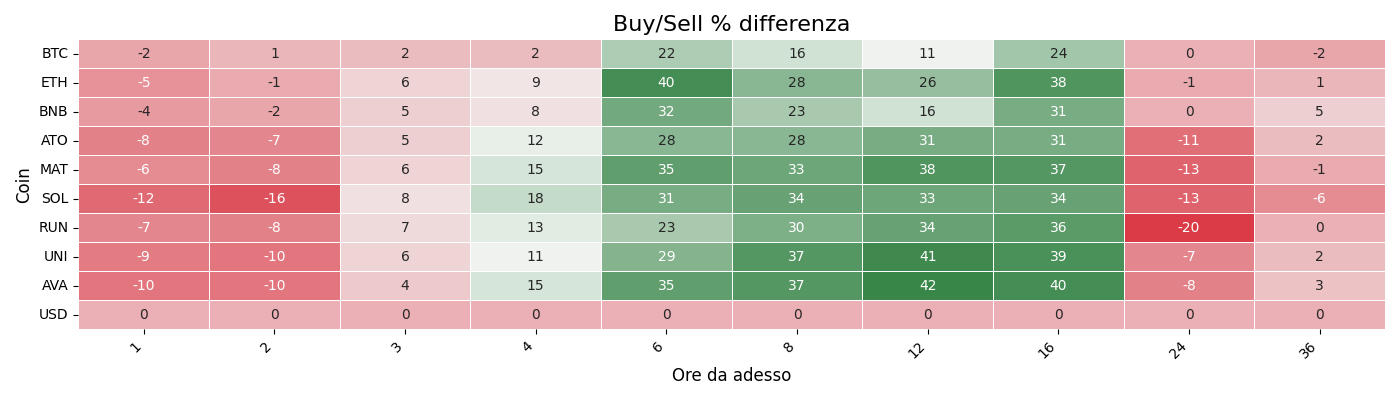 Buy/Sell % differenza
Coin
BTC -2 1 2 2 22 16 11 24 0 -2
ETH -5 -1 6 9 40 28 26 38 -1 1
BNB -4 -2 5 8 32 23 16 31 0 5
ATO -8 -7 5 12 28 28 31 31 -11 2
MAT -6 -8 6 15 35 33 38 37 -13 -1
SOL -12 -16 8 18 31 34 33 34 -13 -6
RUN -7 -8 7 13 23 30 34 36 -20 0
UNI -9 -10 6 11 29 37 41 39 -7 2
AVA -10 -10 4 15 35 37 42 40 -8 3
USD 0 0 0 0 0 0 0 0 0 0
1 2 3 4 6 8 12 16 24 36
Ore da adesso